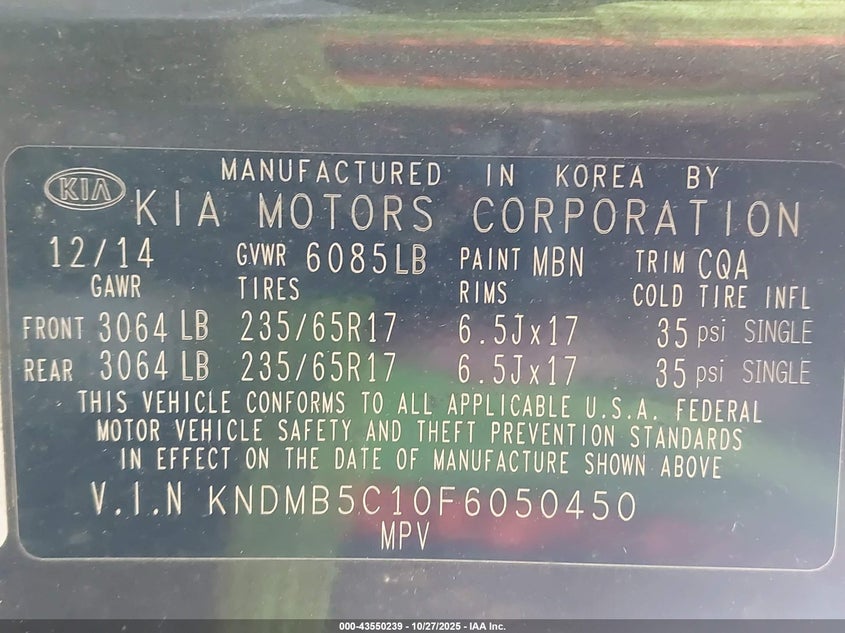 MANUFACTURED IN KOREA BY
KIA KIA MOTORS CORPORATION
12/14 GVWR 6085LB PAINT MBN TRIM CQA
GAWR TIRES RIMS COLD TIRE INFL
FRONT 3064 LB 235/65R17 6.5Jx17 35 psi SINGLE
REAR 3064 LB 235/65R17 6.5Jx17 35 psi SINGLE
THIS VEHICLE CONFORMS TO ALL APPLICABLE U.S.A. FEDERAL
MOTOR VEHICLE SAFETY AND THEFT PREVENTION STANDARDS
IN EFFECT ON THE DATE OF MANUFACTURE SHOWN ABOVE
V.I.N KNDMB5C10F6050450
MPV
000-43550239 - 10/27/2025 - IAA Inc.